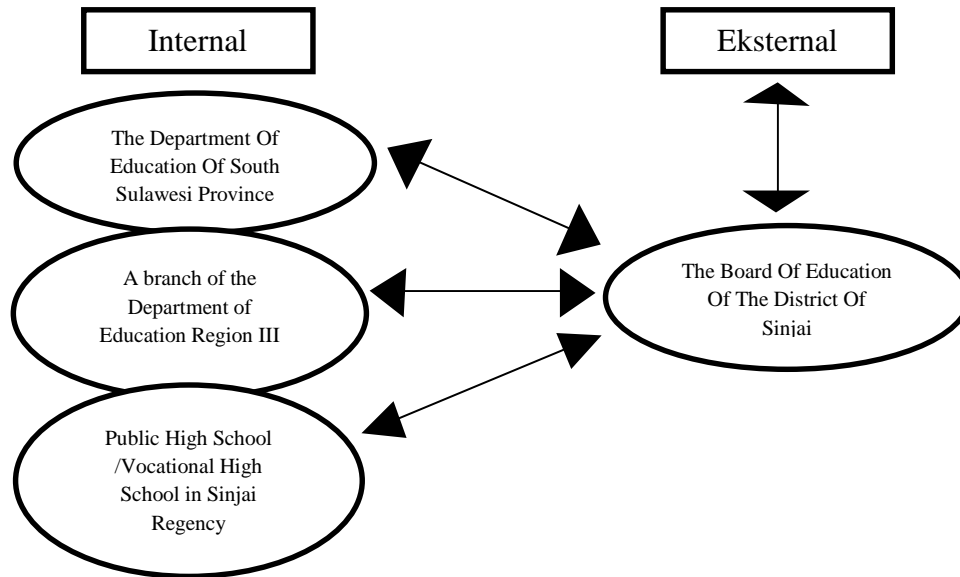 Internal
Eksternal
The Department Of
Education Of South
Sulawesi Province
A branch of the
Department of
Education Region III
Public High School
/Vocational High
School in Sinjai
Regency
The Board Of Education
Of The District Of
Sinjai